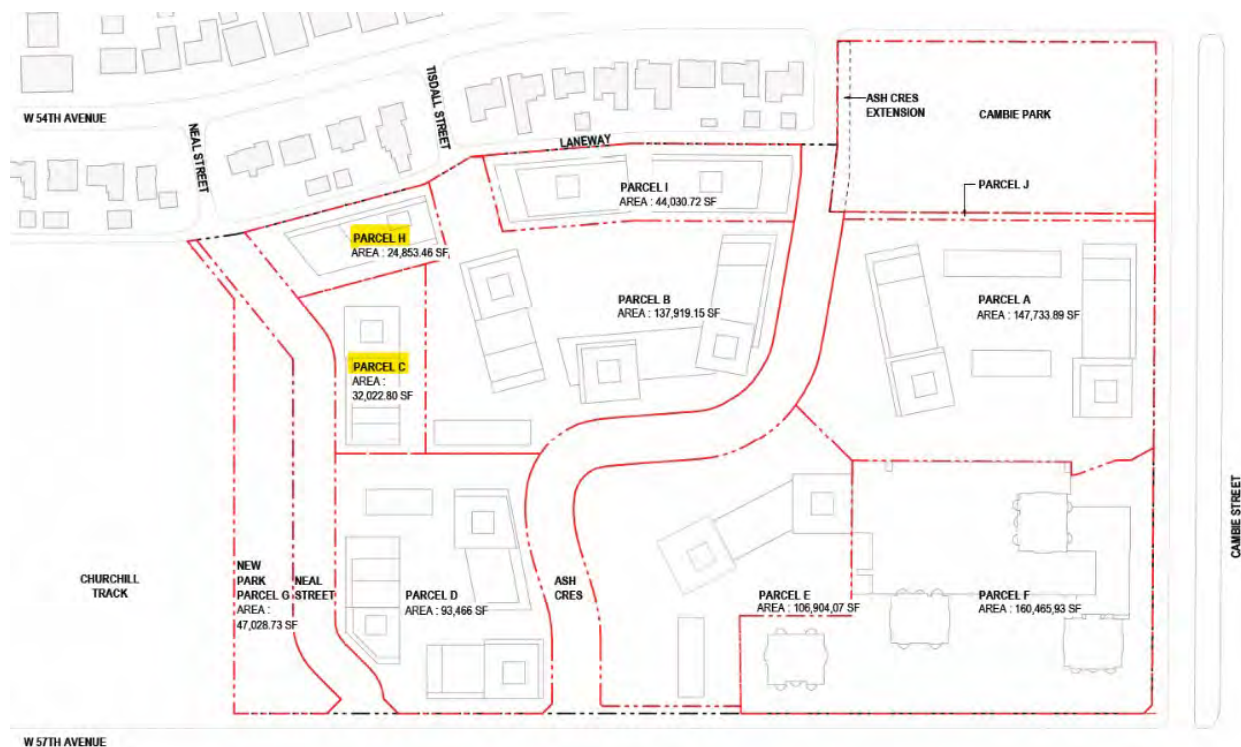 W 54TH AVENUE
NEAL STREET
TISDALL STREET
LANEWAY
ASH CRES
EXTENSION
CAMBIE PARK
PARCEL J
PARCEL I
AREA : 44,030.72 SF
PARCEL H
AREA : 24,853.46 SF
PARCEL B
AREA : 137,919.15 SF
PARCEL A
AREA : 147,733.89 SF
PARCEL C
AREA :
32,022.80 SF
CAMBIE STREET
CHURCHILL
TRACK
NEW
PARK
PARCEL G
AREA :
47,028.73 SF
NEAL
STREET
PARCEL D
AREA : 93,466 SF
ASH
CRES
PARCEL E
AREA : 106,904,07 SF
PARCEL F
AREA : 160,465,93 SF
W 57TH AVENUE